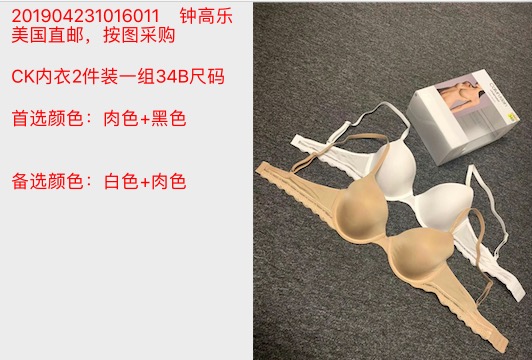 201904231016011 钟高乐
美国直邮，按图采购
CK内衣2件装一组34B尺码
首选颜色：肉色+黑色
备选颜色：白色+肉色